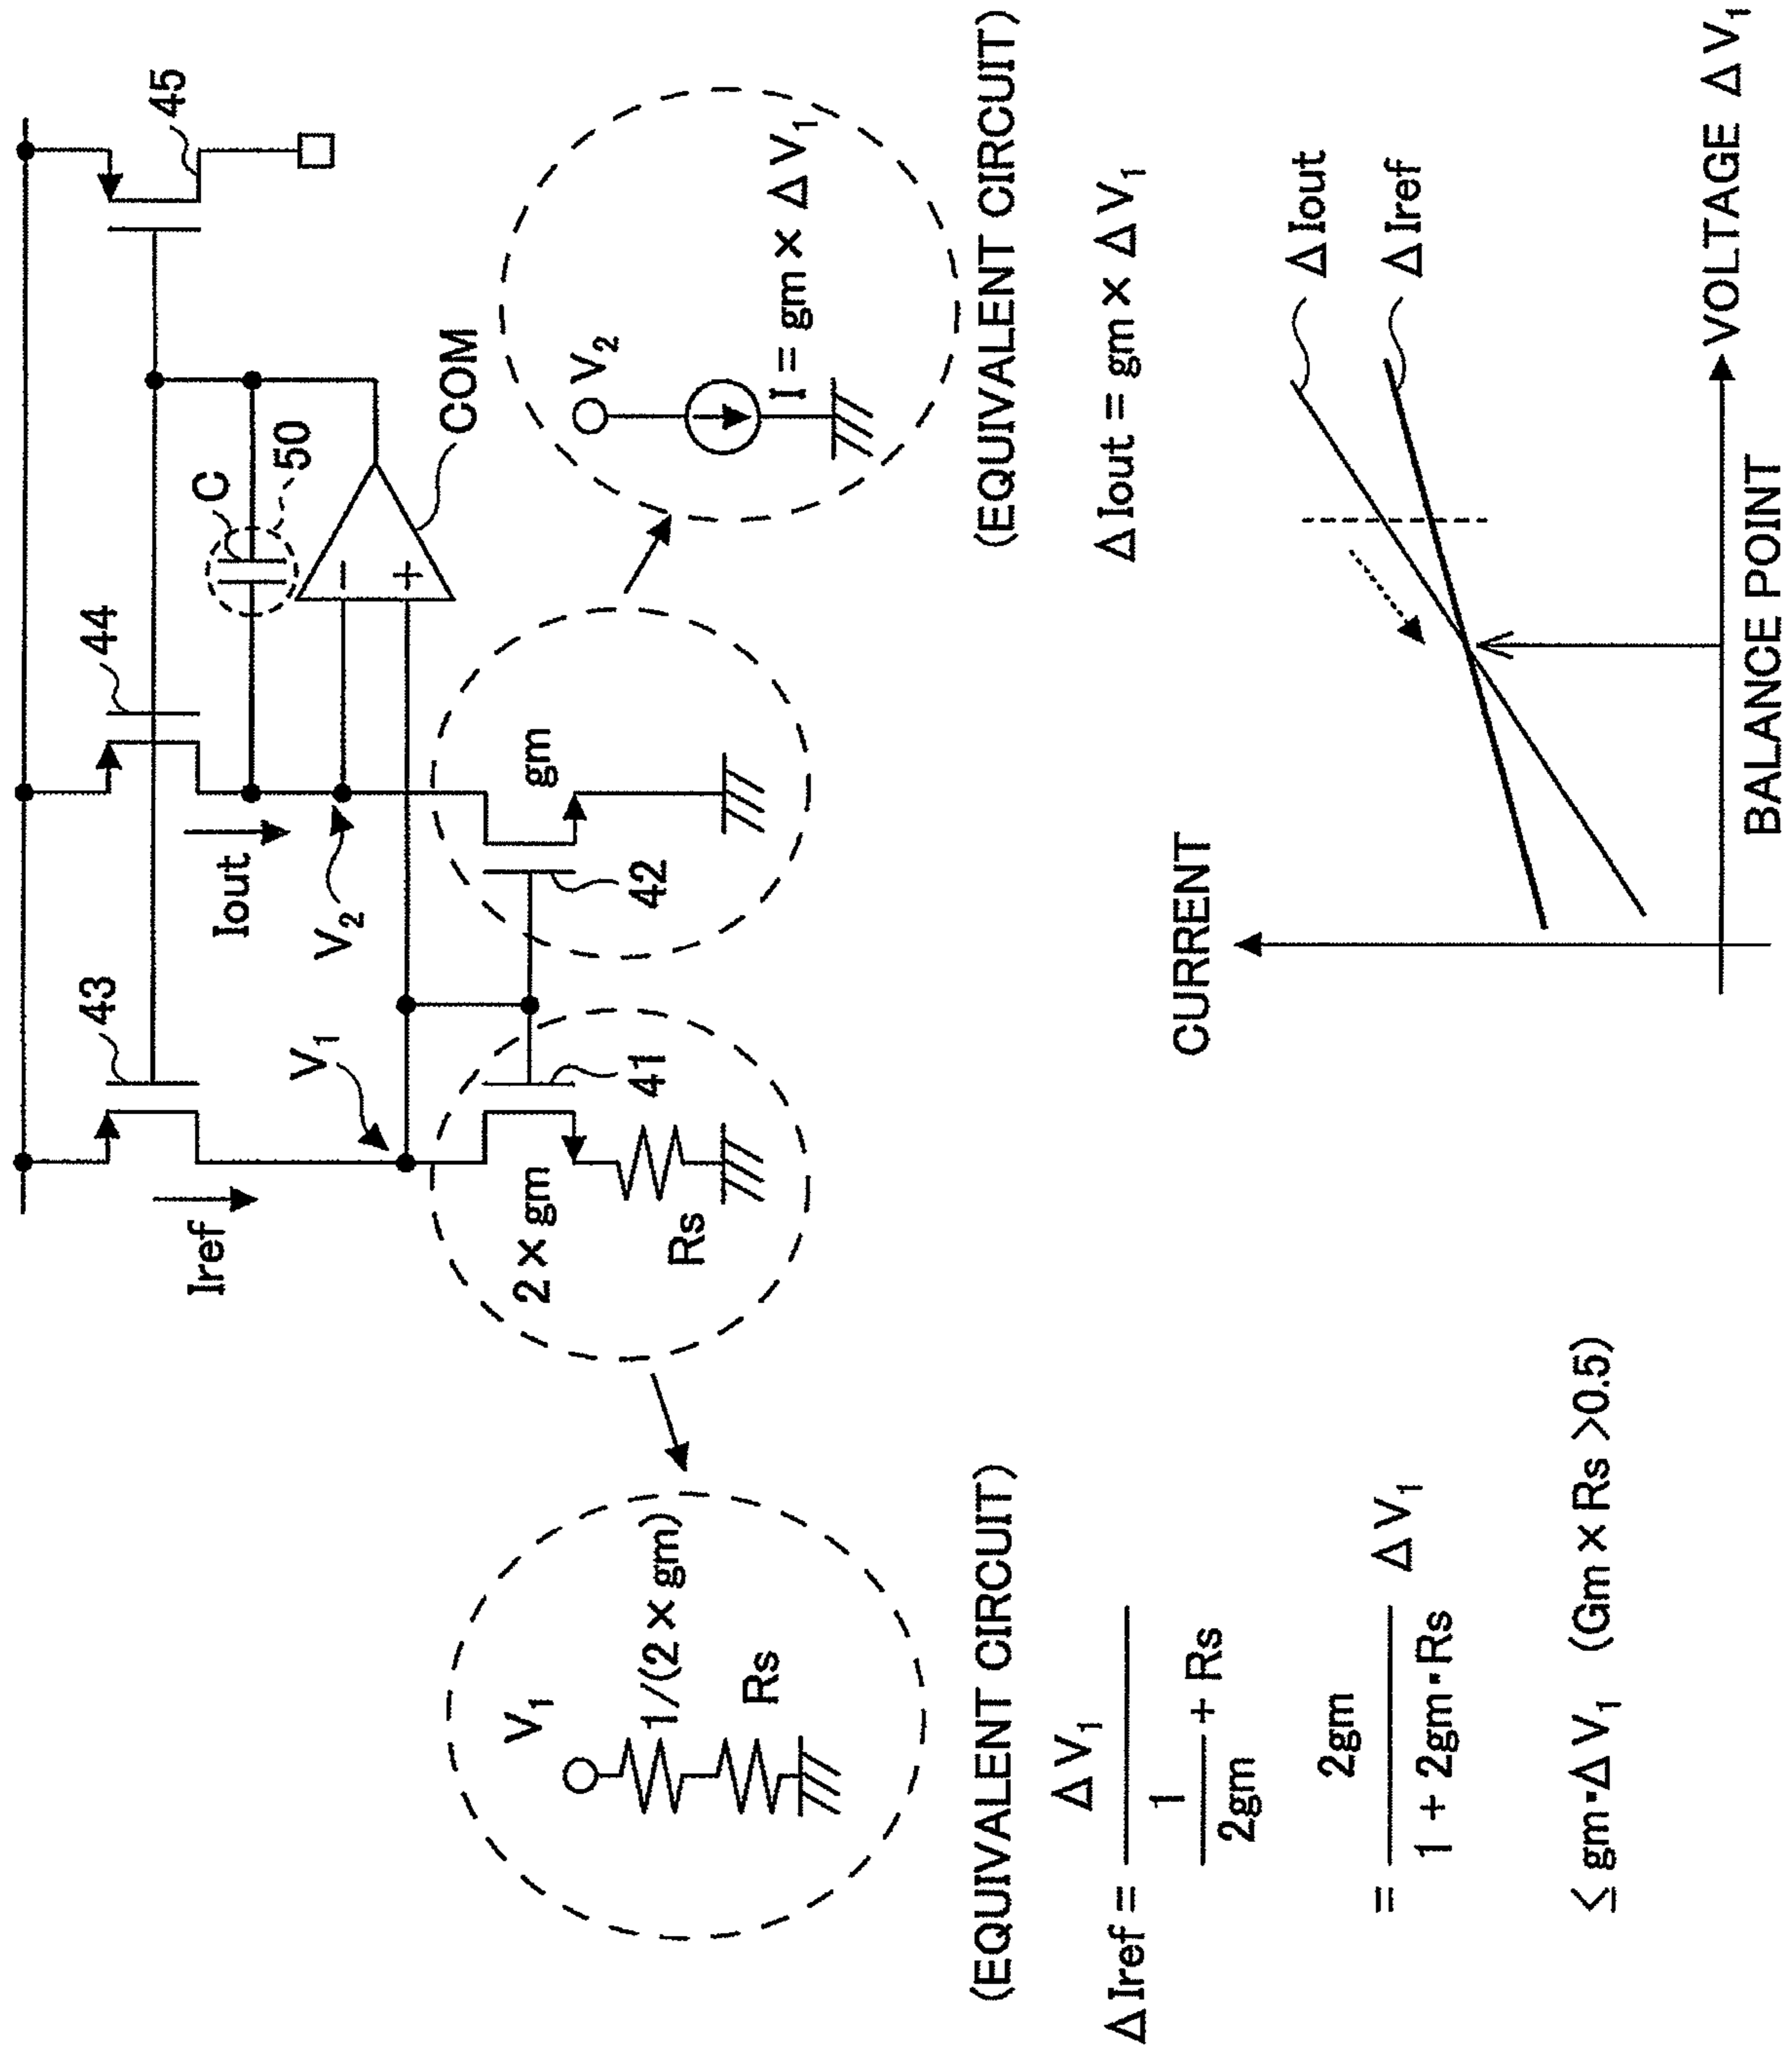 43
44
45
Iref
Iout
C
50
V1
V2
COM
2 × gm
41
42
gm
Rs
V1
1/(2 × gm)
Rs
V2
I = gm × ΔV1
(EQUIVALENT CIRCUIT)
(EQUIVALENT CIRCUIT)
ΔIref = ΔV1 / (1/2gm + Rs)
= 2gm / (1 + 2gm·Rs) ΔV1
≤ gm·ΔV1 (Gm × Rs >0.5)
ΔIout = gm × ΔV1
CURRENT
ΔIout
ΔIref
VOLTAGE ΔV1
BALANCE POINT